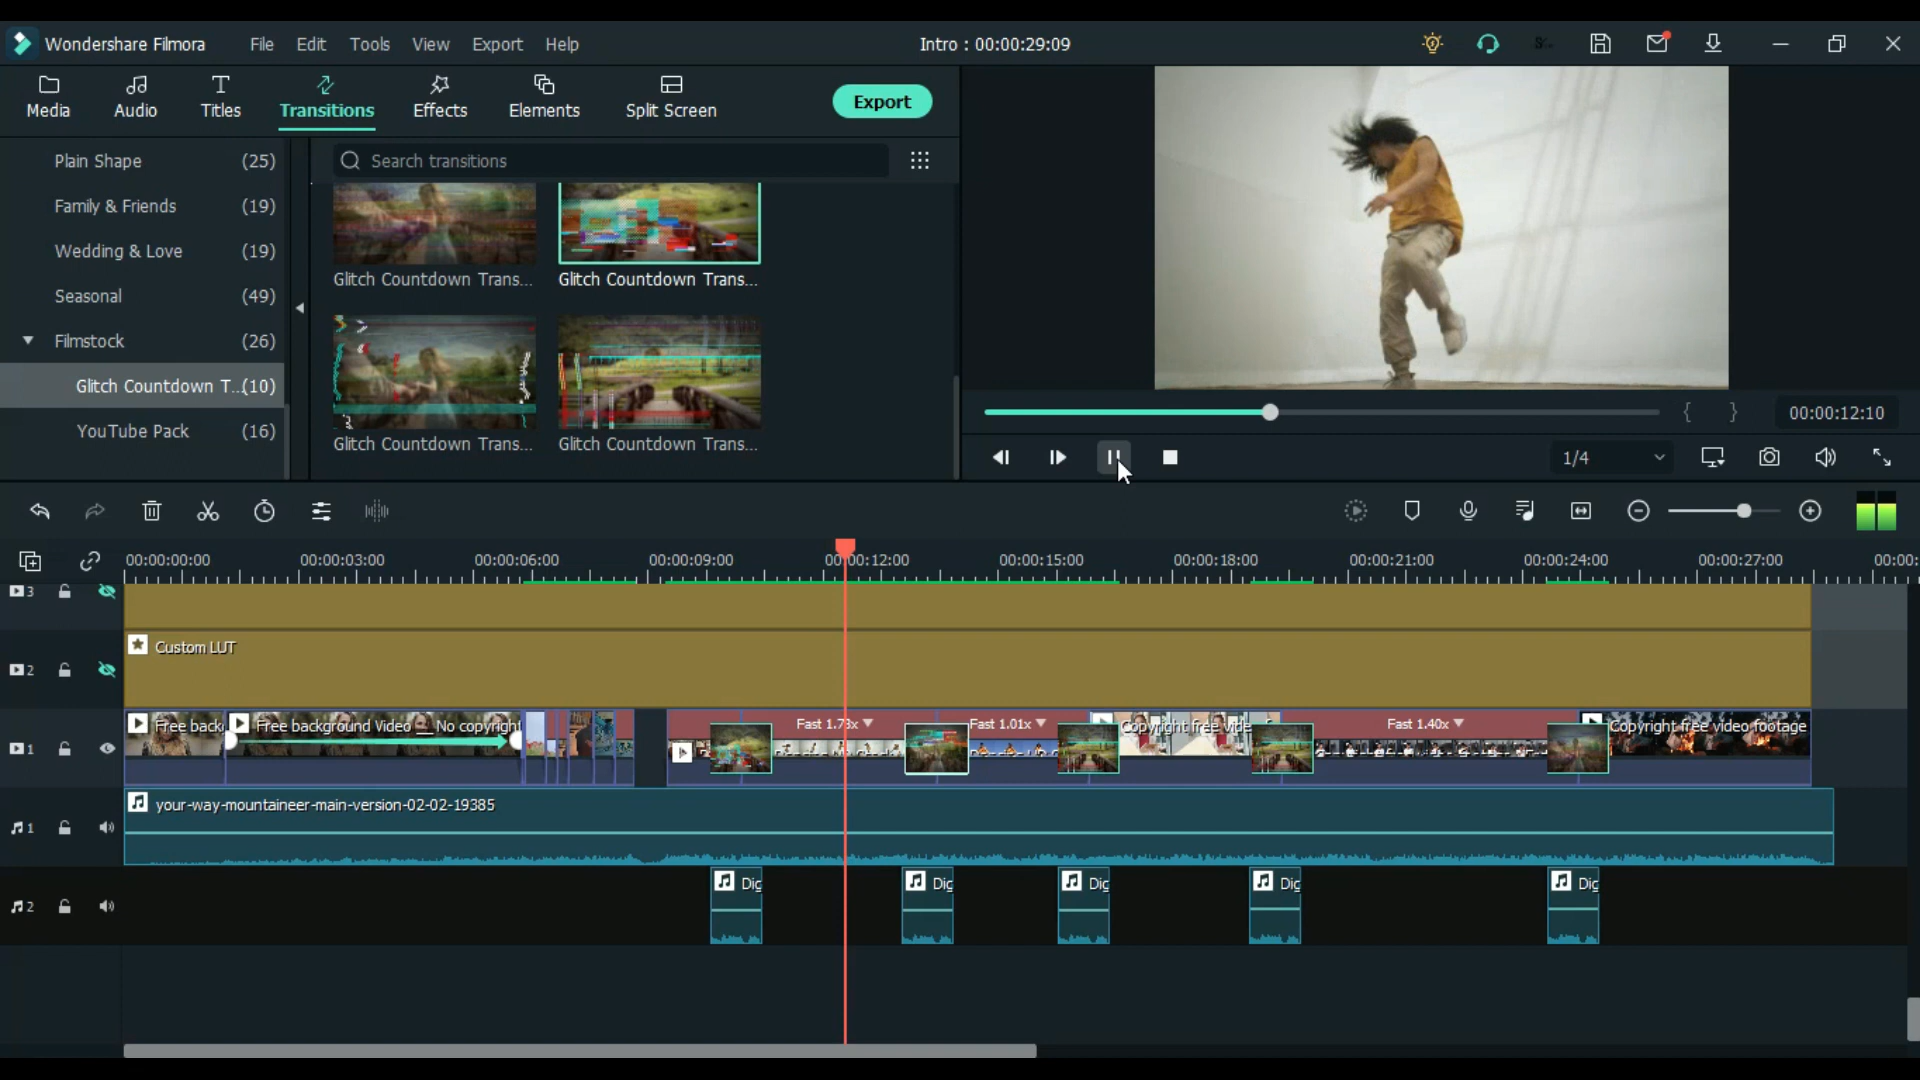 Wondershare Filmora File Edit Tools View Export Help Intro : 00:00:29:09
Media Audio Titles Transitions Effects Elements Split Screen Export
Plain Shape (25)
Search transitions
Family & Friends (19)
Wedding & Love (19)
Seasonal (49)
Filmstock (26)
Glitch Countdown T...(10)
YouTube Pack (16)
Glitch Countdown Trans... Glitch Countdown Trans...
Glitch Countdown Trans... Glitch Countdown Trans...
00:00:12:10
1/4
00:00:00:00 00:00:03:00 00:00:06:00 00:00:09:00 00:00:12:00 00:00:15:00 00:00:18:00 00:00:21:00 00:00:24:00 00:00:27:00 00:00:
3
2 Custom LUT
1 Free back Free background Video __ No copyright Fast 1.73x Fast 1.01x Copyright free vide Fast 1.40x Copyright free video footage
1 your-way-mountaineer-main-version-02-02-19385
2 Dig Dig Dig Dig Dig